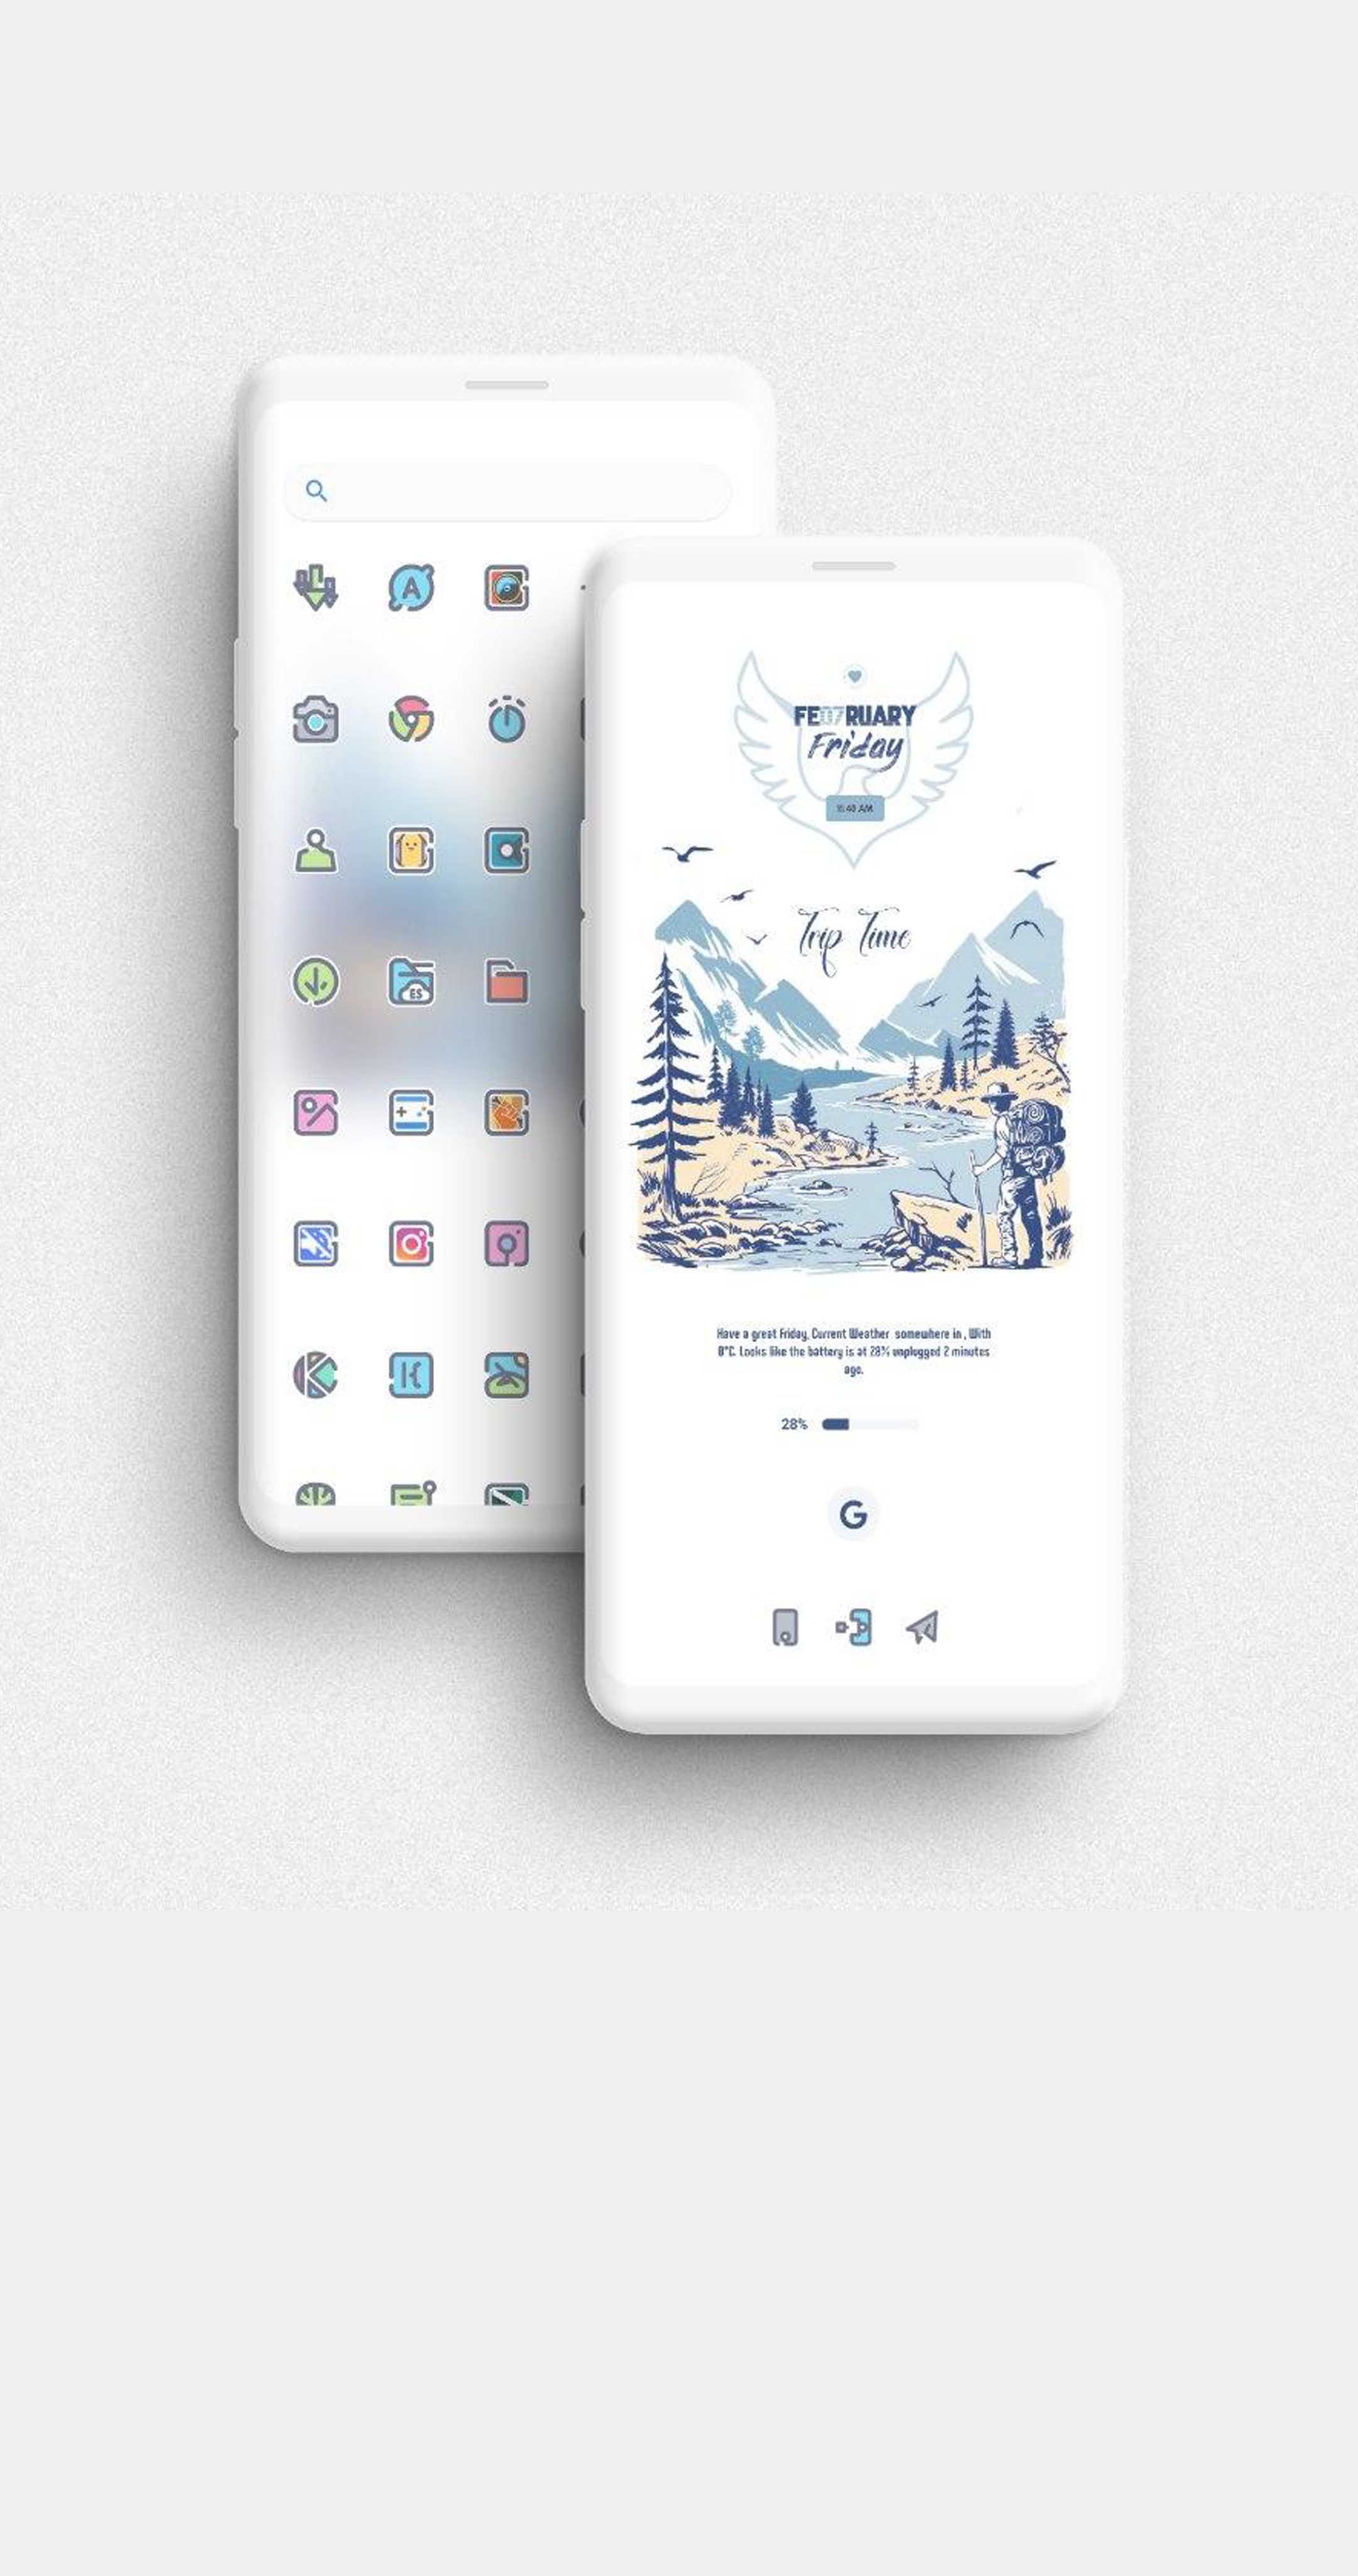 A
ES
FE07RUARY
Friday
40 AM
Trip Time
Have a great Friday, Current Weather somewhere in , With
0°C. Looks like the battery is at 28% unplugged 2 minutes
ago.
28%
G